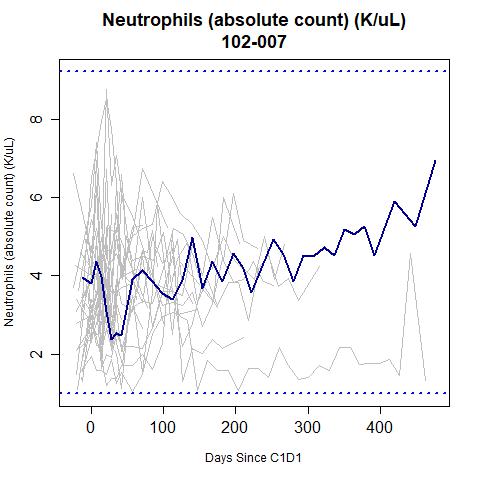 Neutrophils (absolute count) (K/uL)
102-007
Neutrophils (absolute count) (K/uL)
8
6
4
2
0 100 200 300 400
Days Since C1D1